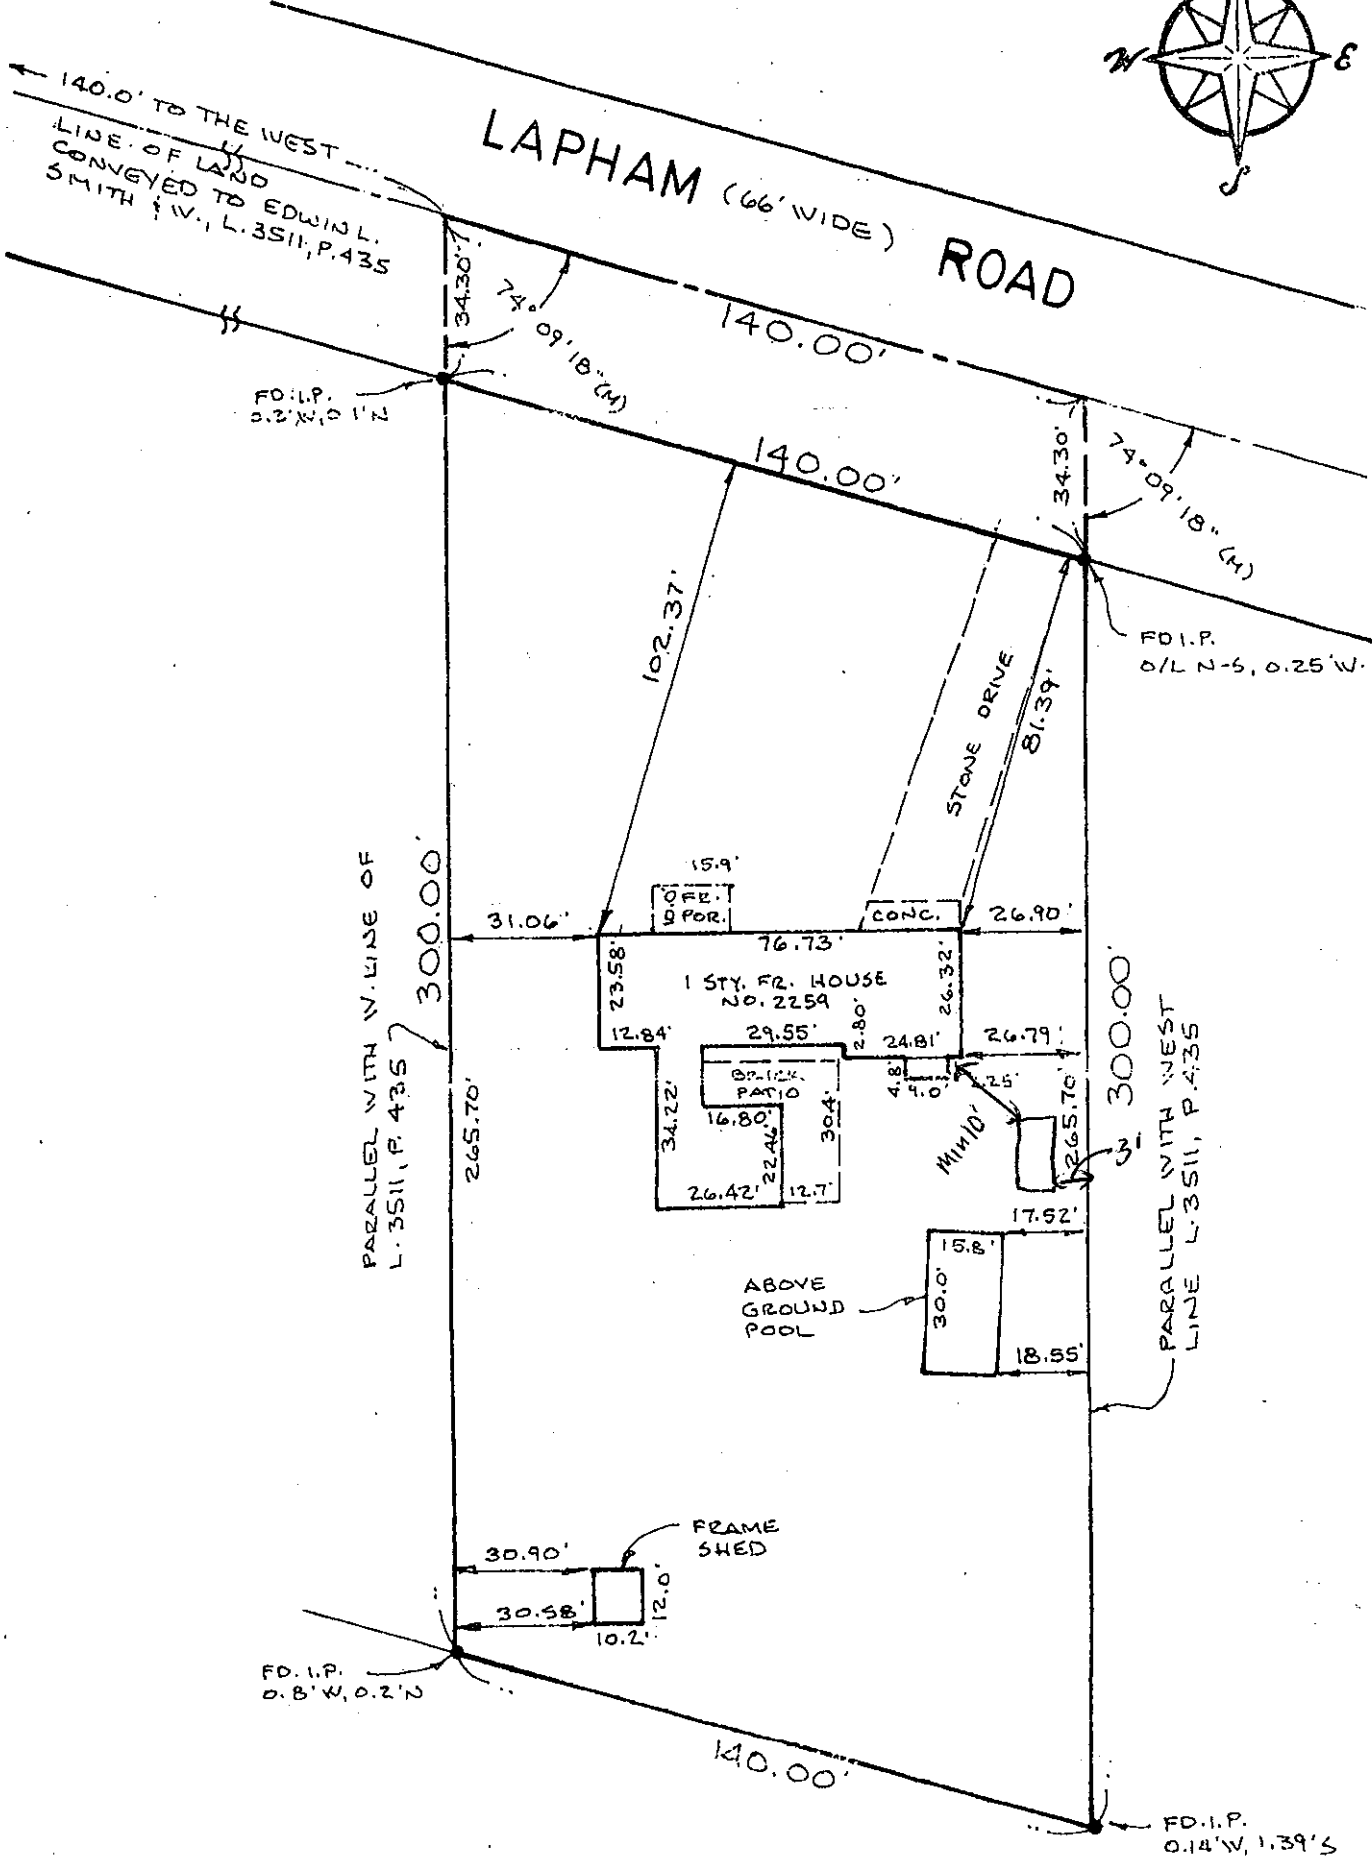 W
E
S
140.0' TO THE WEST
LINE OF LAND
CONVEYED TO EDWIN L.
SMITH & W., L. 3511, P. 435
LAPHAM (66' WIDE) ROAD
34.30'
74° 09' 18" (M)
140.00'
FD. I.P.
0.2' W, 0.1' N
140.00'
34.30'
74° 09' 18" (M)
FD I.P.
O/L N-S, 0.25' W.
102.37'
STONE DRIVE
81.39'
PARALLEL WITH W. LINE OF
L. 3511, P. 435
300.00'
265.70'
31.06'
15.9'
FR.
POR.
CONC.
26.90'
76.73'
23.58'
1 STY. FR. HOUSE
NO. 2259
26.32'
12.84'
29.55'
2.80'
24.81'
26.79'
BRICK
PATIO
4.8'
9.0'
34.22'
16.80'
22.46'
30.4'
26.42'
12.7'
Min 10'
3'
265.70'
300.00'
PARALLEL WITH WEST
LINE L. 3511, P. 435
17.52'
15.8'
30.0'
ABOVE
GROUND
POOL
18.55'
FRAME
SHED
30.90'
12.0'
30.58'
10.2'
FD. I.P.
0.8' W, 0.2' N
140.00'
FD. I.P.
0.14' W, 1.39' S